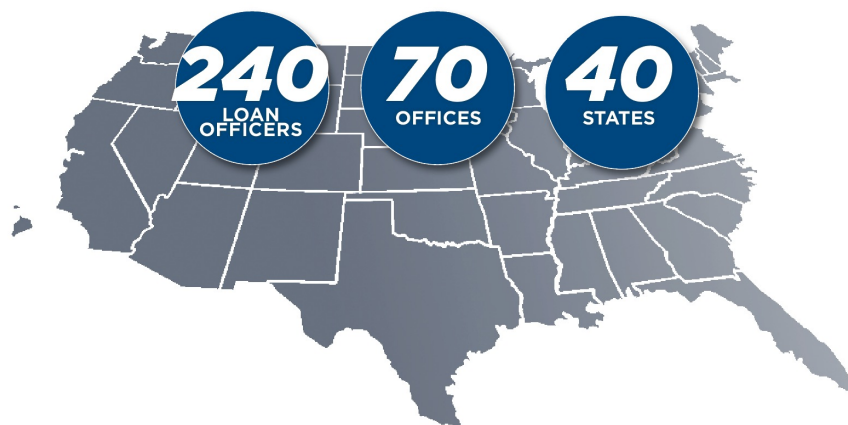 240
LOAN
OFFICERS
70
OFFICES
40
STATES